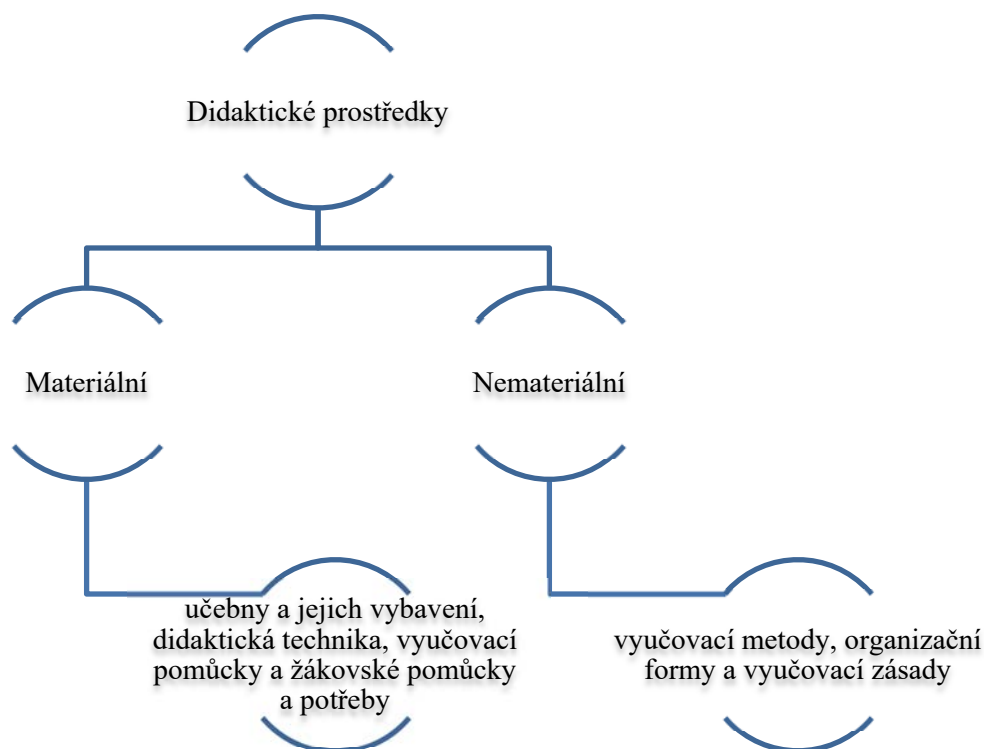 Didaktické prostředky
Materiální
Nemateriální
učebny a jejich vybavení,
didaktická technika, vyučovací
pomůcky a žákovské pomůcky
a potřeby
vyučovací metody, organizační
formy a vyučovací zásady